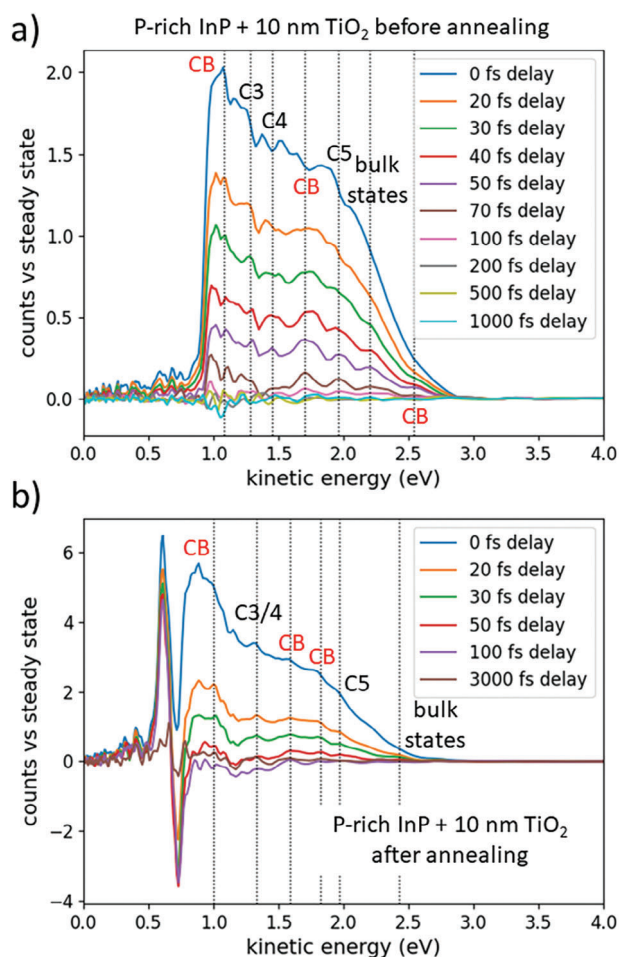 a) P-rich InP + 10 nm TiO₂ before annealing
counts vs steady state
2.0
1.5
1.0
0.5
0.0
CB
C3
C4
CB
C5
bulk
states
CB
0 fs delay
20 fs delay
30 fs delay
40 fs delay
50 fs delay
70 fs delay
100 fs delay
200 fs delay
500 fs delay
1000 fs delay
0.0 0.5 1.0 1.5 2.0 2.5 3.0 3.5 4.0
kinetic energy (eV)
b)
counts vs steady state
6
4
2
0
−2
−4
CB
C3/4
CB
CB
C5
bulk
states
0 fs delay
20 fs delay
30 fs delay
50 fs delay
100 fs delay
3000 fs delay
P-rich InP + 10 nm TiO₂
after annealing
0.0 0.5 1.0 1.5 2.0 2.5 3.0 3.5 4.0
kinetic energy (eV)